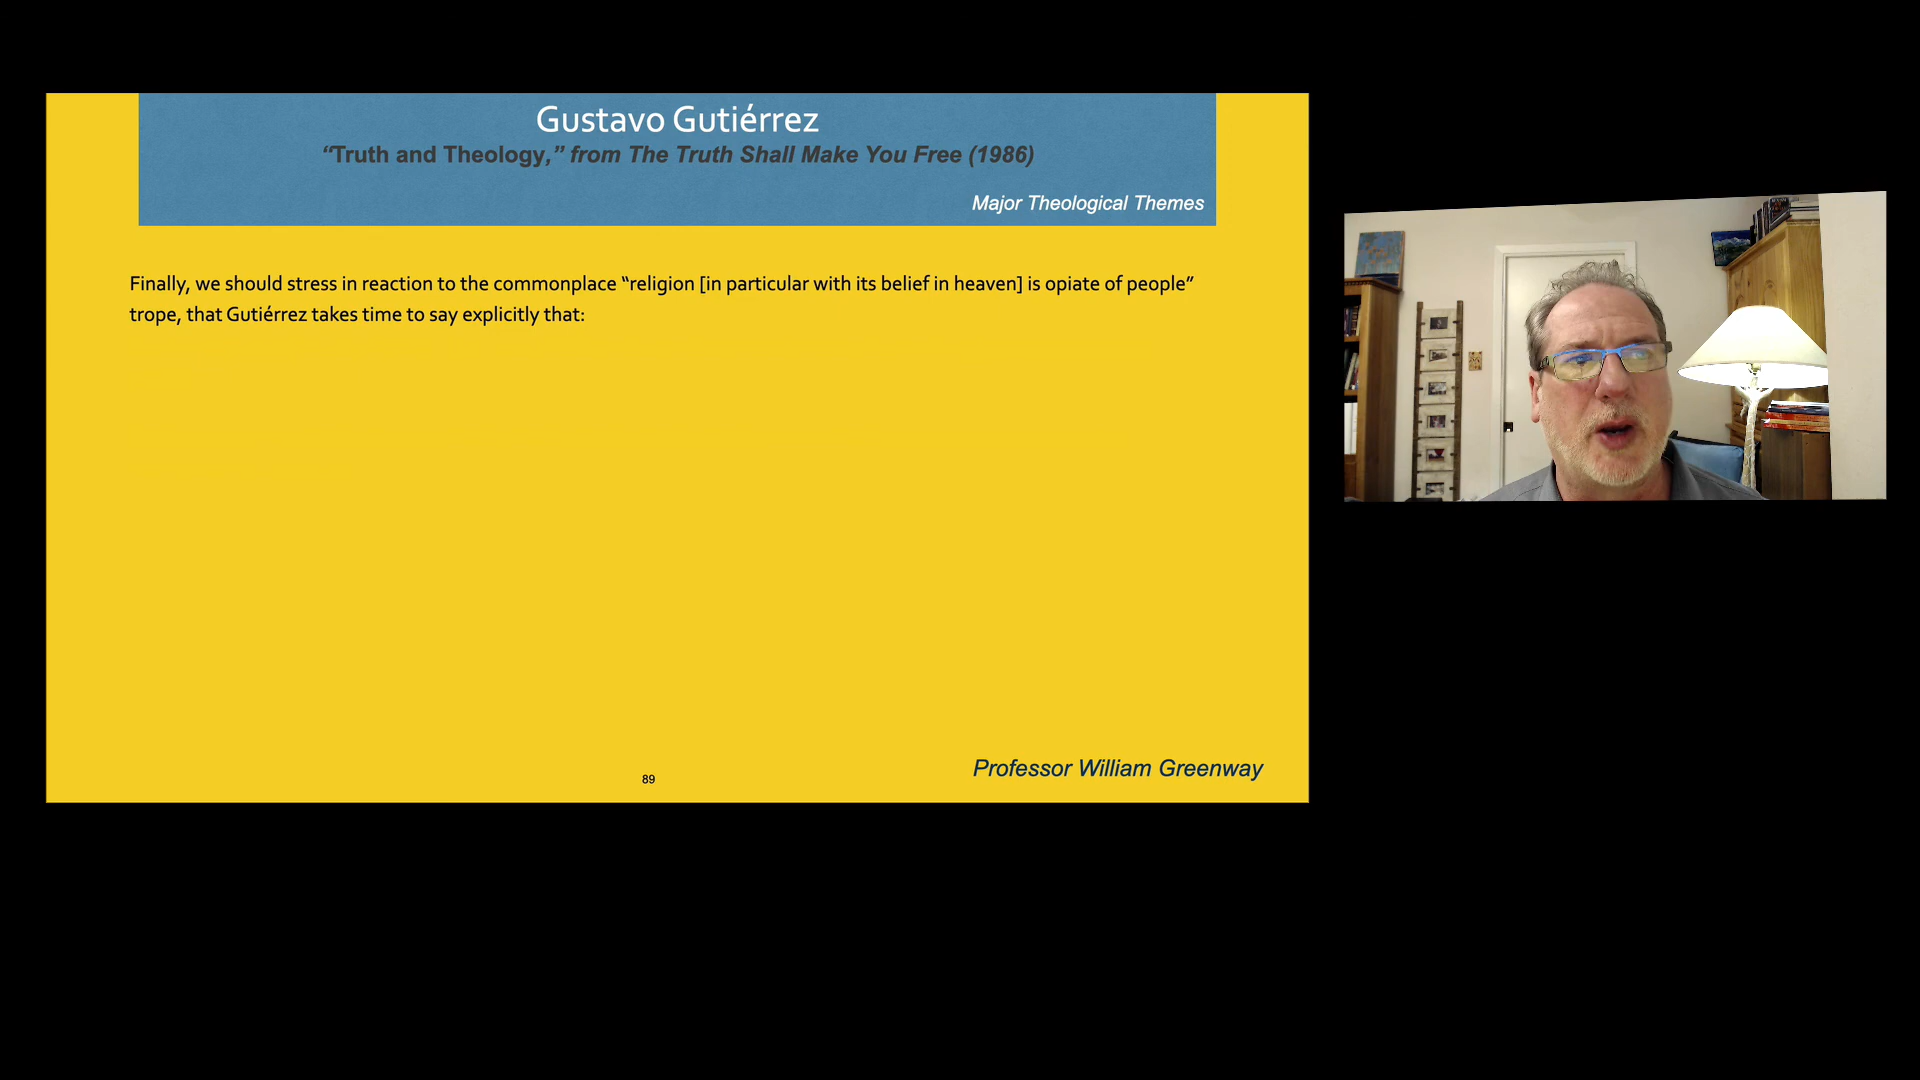 Gustavo Gutiérrez
“Truth and Theology,” from The Truth Shall Make You Free (1986)
Major Theological Themes
Finally, we should stress in reaction to the commonplace “religion [in particular with its belief in heaven] is opiate of people”
trope, that Gutiérrez takes time to say explicitly that:
89
Professor William Greenway